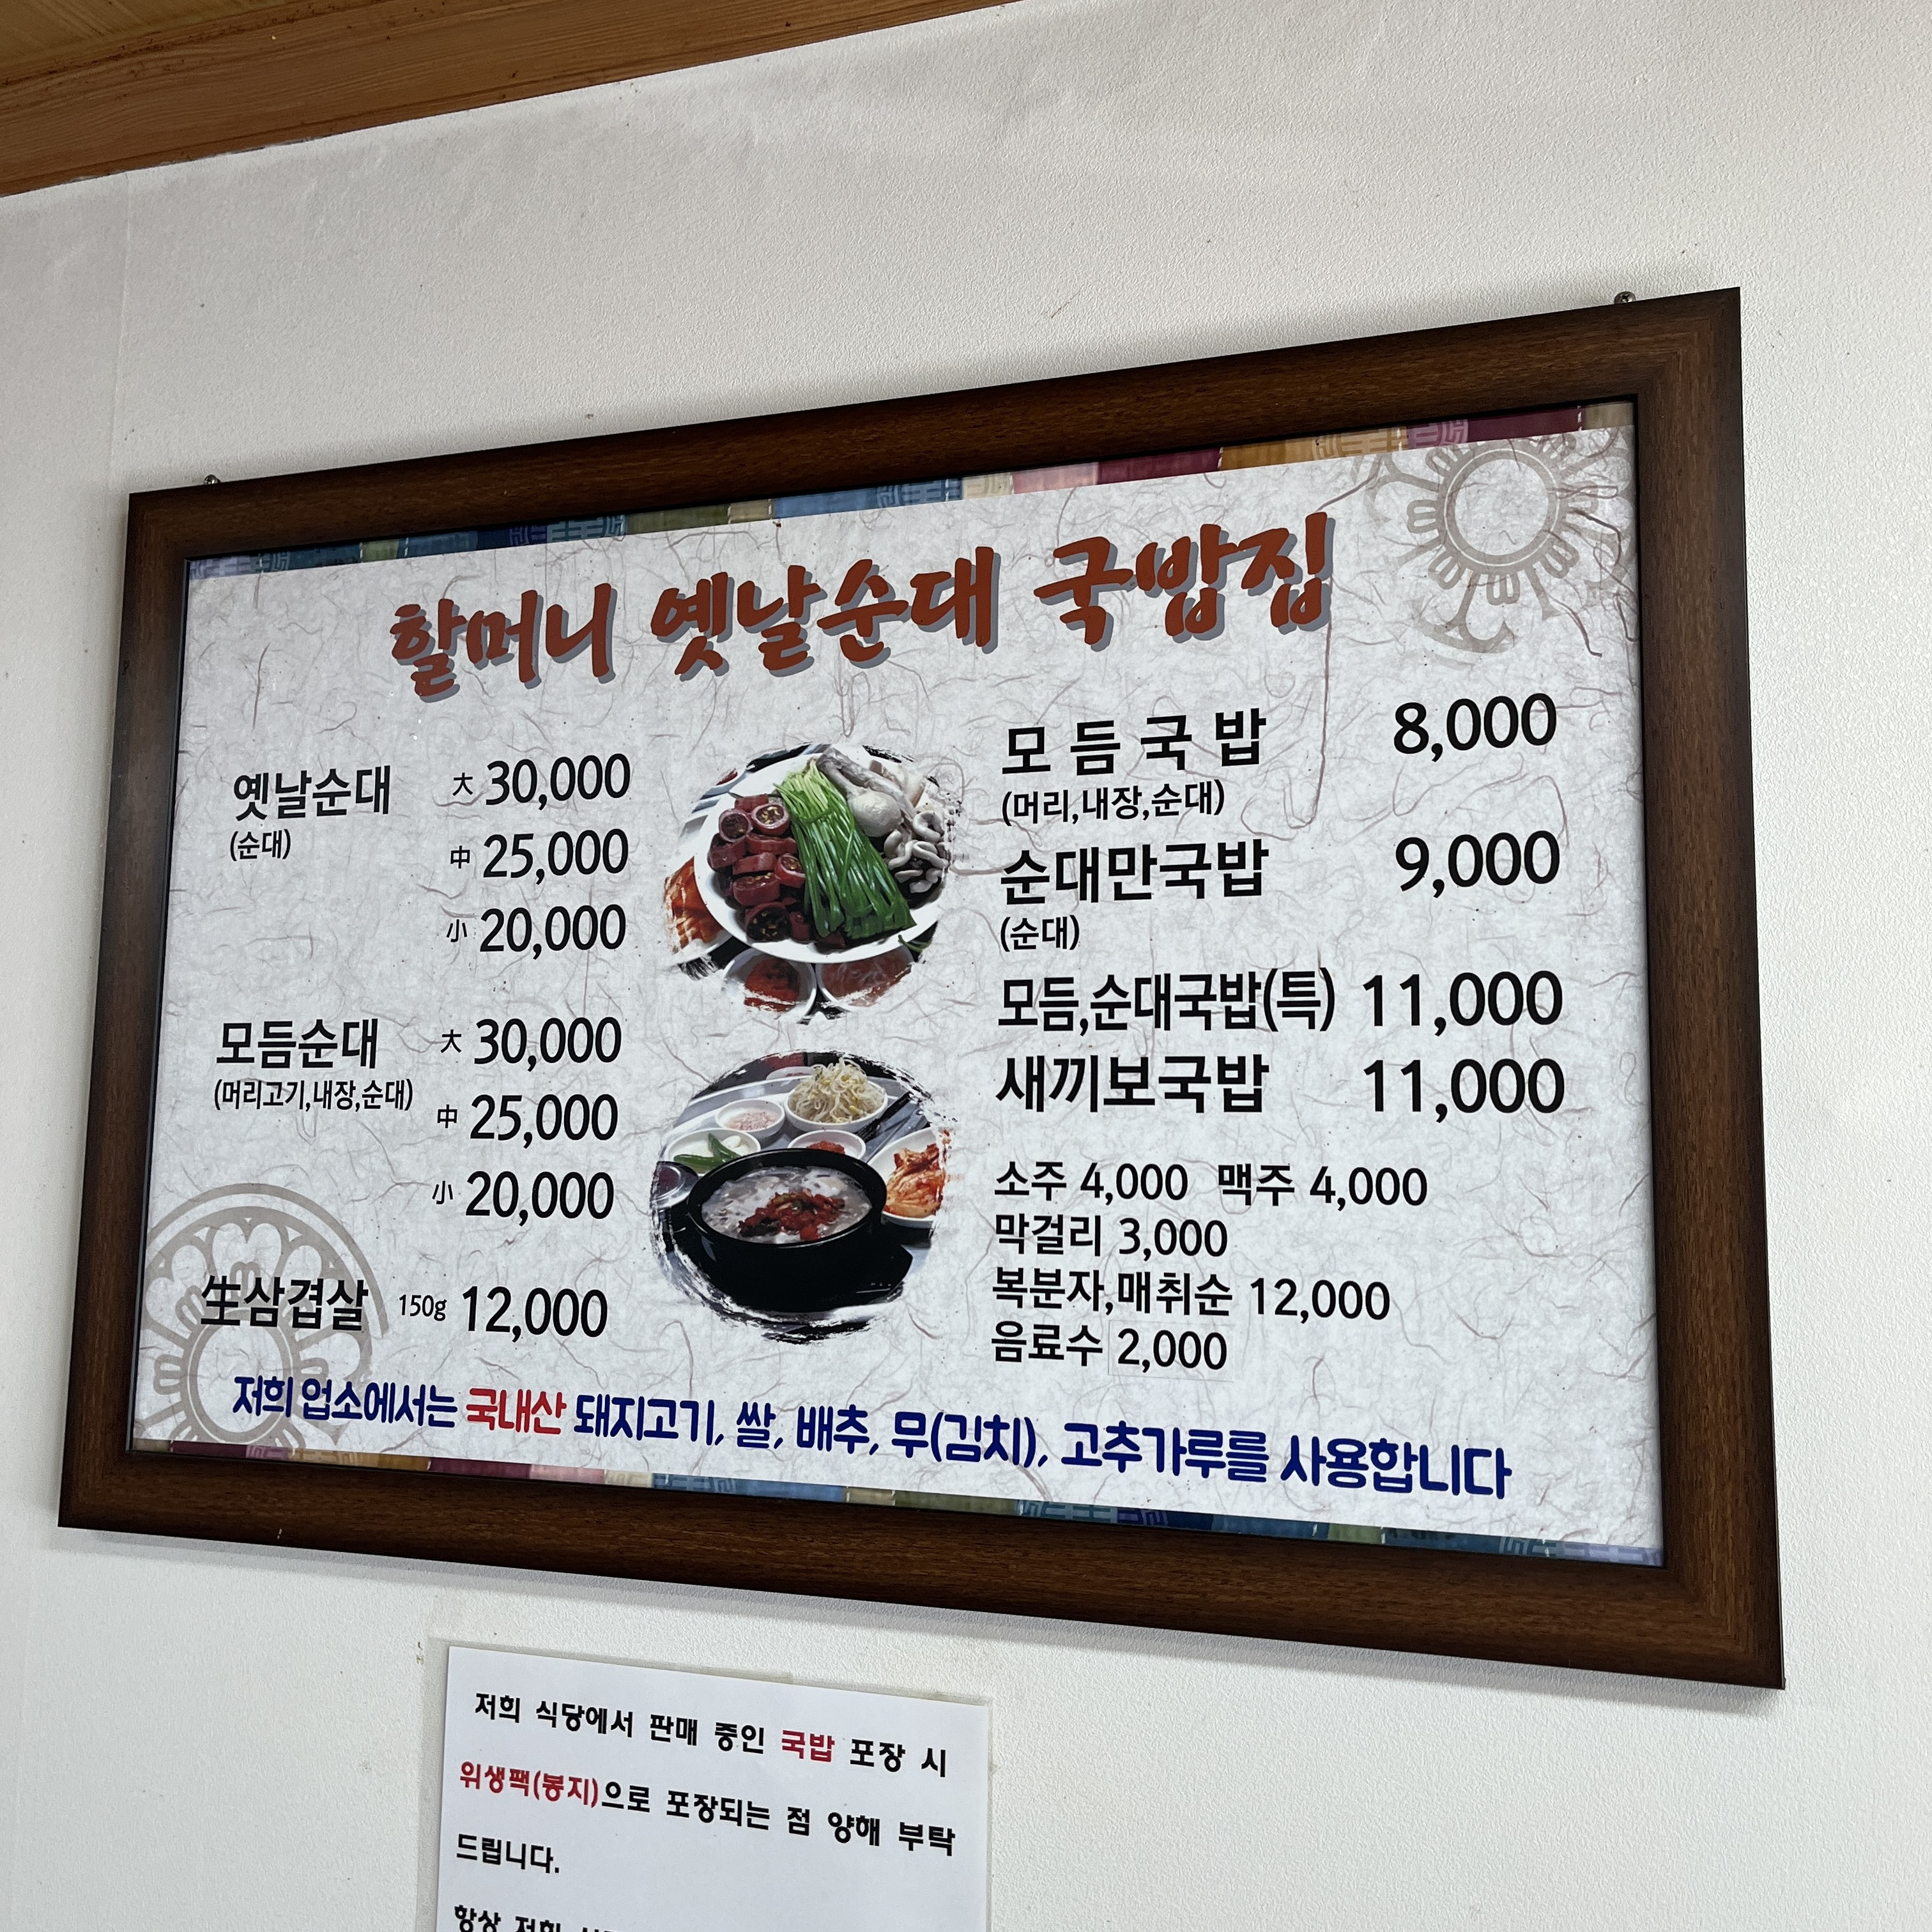 할머니 옛날순대 국밥집
옛날순대 大 30,000
(순대)
中 25,000
小 20,000
모듬순대 大 30,000
(머리고기,내장,순대)
中 25,000
小 20,000
生삼겹살 150g 12,000
모듬국밥 8,000
(머리,내장,순대)
순대만국밥 9,000
(순대)
모듬,순대국밥(특) 11,000
새끼보국밥 11,000
소주 4,000 맥주 4,000
막걸리 3,000
복분자,매취순 12,000
음료수 2,000
저희 업소에서는 국내산 돼지고기, 쌀, 배추, 무(김치), 고추가루를 사용합니다
저희 식당에서 판매 중인 국밥 포장 시
위생팩(봉지)으로 포장되는 점 양해 부탁
드립니다.
항상 저희